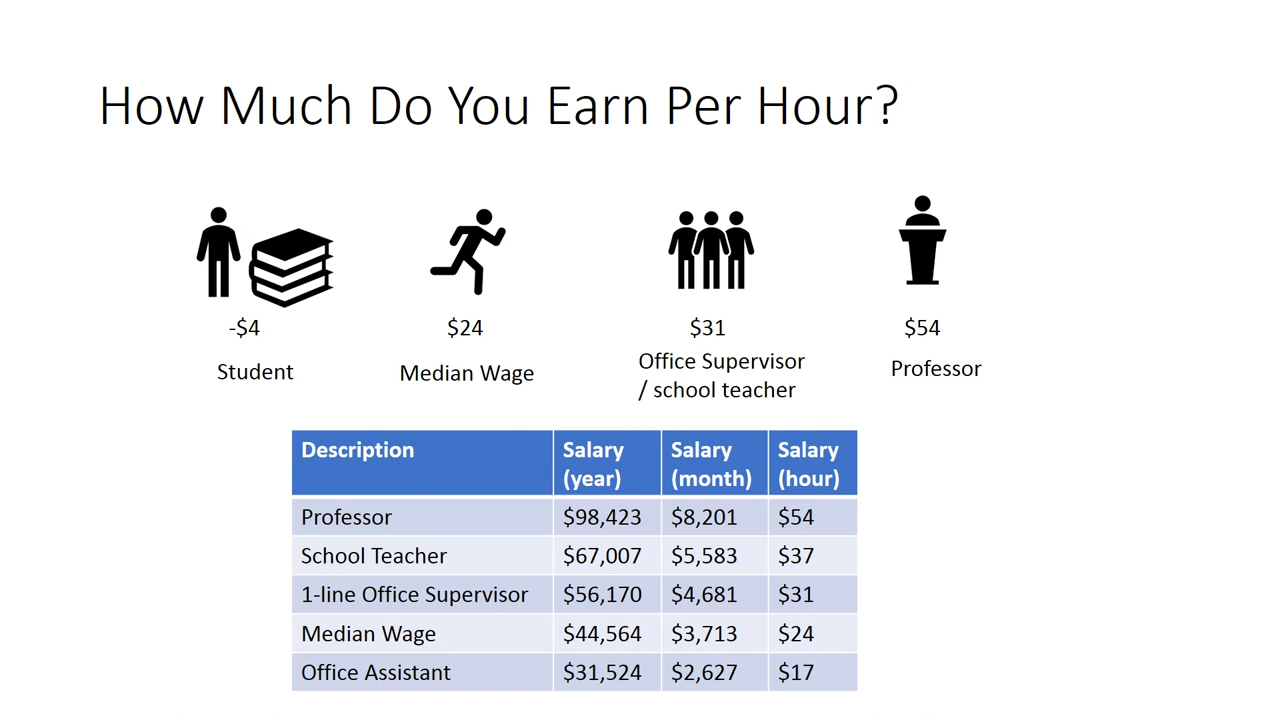 How Much Do You Earn Per Hour?
-$4
$24
$31
$54
Student
Median Wage
Office Supervisor
/ school teacher
Professor
Description Salary (year) Salary (month) Salary (hour)
Professor $98,423 $8,201 $54
School Teacher $67,007 $5,583 $37
1-line Office Supervisor $56,170 $4,681 $31
Median Wage $44,564 $3,713 $24
Office Assistant $31,524 $2,627 $17